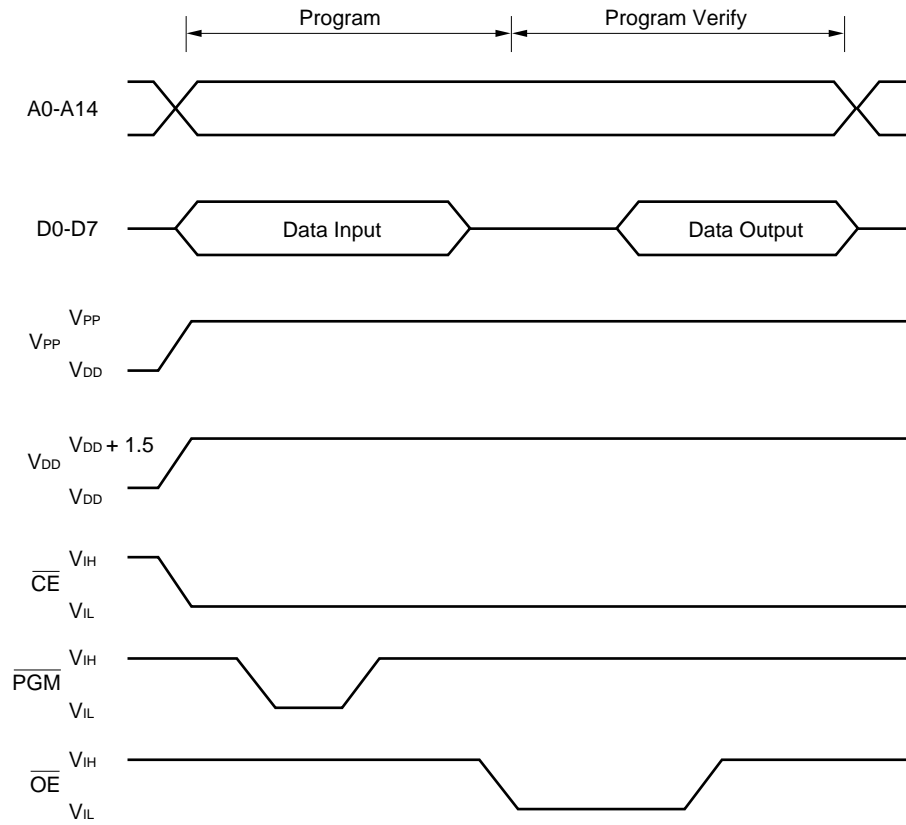 Program
Program Verify
A0-A14
D0-D7
Data Input
Data Output
VPP
VPP
VDD
VDD + 1.5
VDD
VDD
VIH
CE
VIL
VIH
PGM
VIL
VIH
OE
VIL